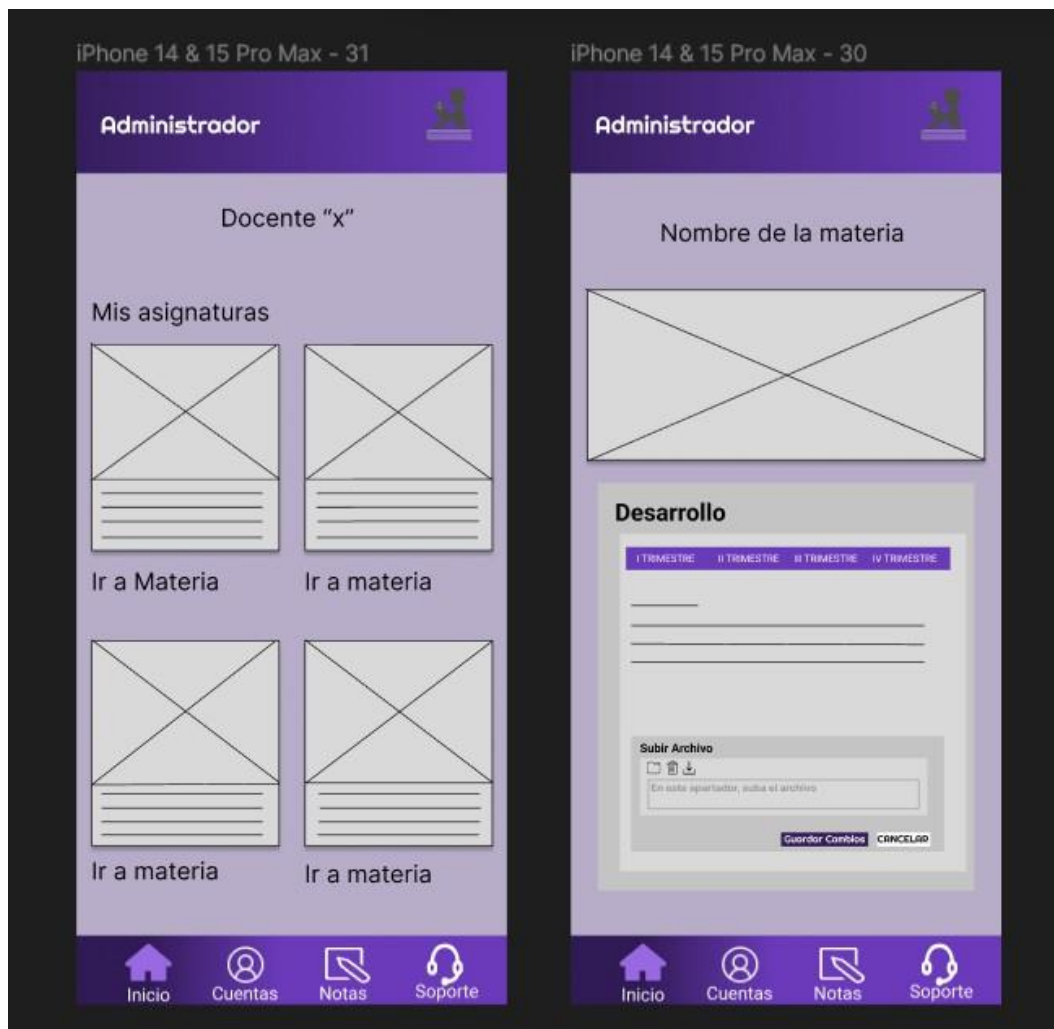 iPhone 14 & 15 Pro Max - 31
Administrador
Docente “x”
Mis asignaturas
Ir a Materia
Ir a materia
Ir a materia
Ir a materia
Inicio
Cuentas
Notas
Soporte
iPhone 14 & 15 Pro Max - 30
Administrador
Nombre de la materia
Desarrollo
I TRIMESTRE II TRIMESTRE III TRIMESTRE IV TRIMESTRE
Subir Archivo
En este apartador, suba el archivo
Guardar Cambios CANCELAR
Inicio
Cuentas
Notas
Soporte